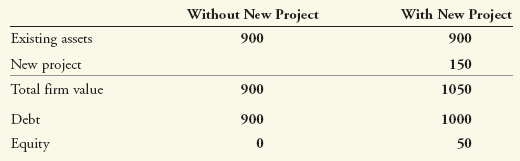 Without New Project With New Project
Existing assets 900 900
New project 150
Total firm value 900 1050
Debt 900 1000
Equity 0 50